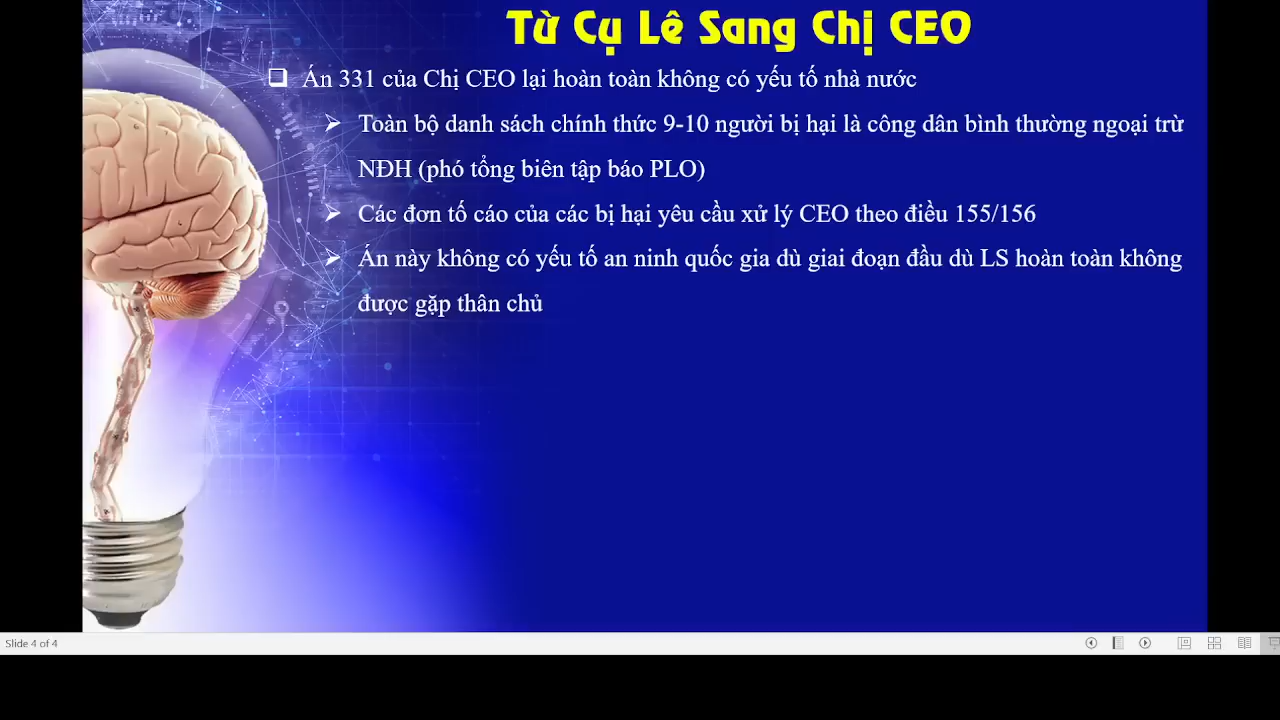 Từ Cụ Lê Sang Chị CEO
Án 331 của Chị CEO lại hoàn toàn không có yếu tố nhà nước
Toàn bộ danh sách chính thức 9-10 người bị hại là công dân bình thường ngoại trừ
NĐH (phó tổng biên tập báo PLO)
Các đơn tố cáo của các bị hại yêu cầu xử lý CEO theo điều 155/156
Án này không có yếu tố an ninh quốc gia dù giai đoạn đầu dù LS hoàn toàn không
được gặp thân chủ
Slide 4 of 4